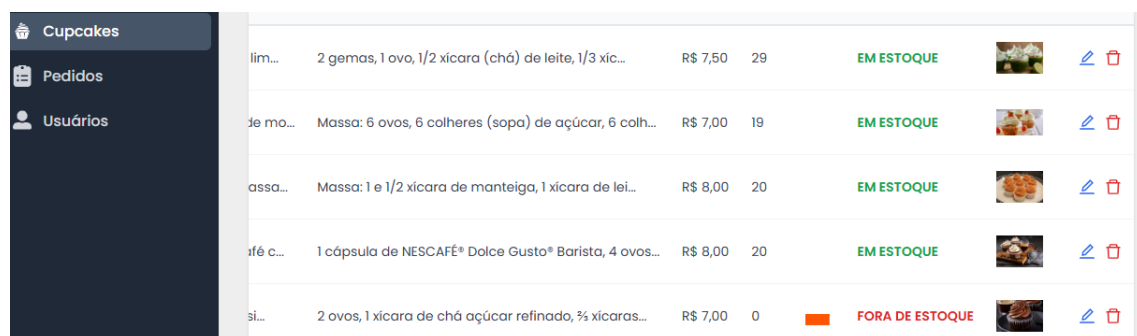 Cupcakes
Pedidos
Usuários
lim... 2 gemas, 1 ovo, 1/2 xícara (chá) de leite, 1/3 xíc... R$ 7,50 29 EM ESTOQUE
de mo... Massa: 6 ovos, 6 colheres (sopa) de açúcar, 6 colh... R$ 7,00 19 EM ESTOQUE
assa... Massa: 1 e 1/2 xícara de manteiga, 1 xícara de lei... R$ 8,00 20 EM ESTOQUE
afé c... 1 cápsula de NESCAFÉ® Dolce Gusto® Barista, 4 ovos... R$ 8,00 20 EM ESTOQUE
si... 2 ovos, 1 xícara de chá açúcar refinado, ⅔ xícaras... R$ 7,00 0 FORA DE ESTOQUE